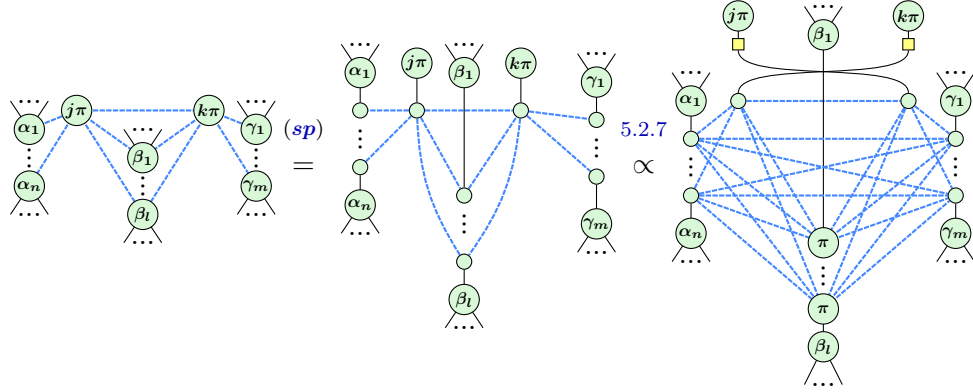 jπ kπ α₁ β₁ γ₁ ⋮ ⋮ ⋮ αₙ βₗ γₘ
(sp)
=
α₁ jπ β₁ kπ γ₁ ⋮ ⋮ ⋮ αₙ γₘ βₗ
5.2.7
∝
jπ β₁ kπ α₁ γ₁ ⋮ ⋮ αₙ π γₘ ⋮ π βₗ